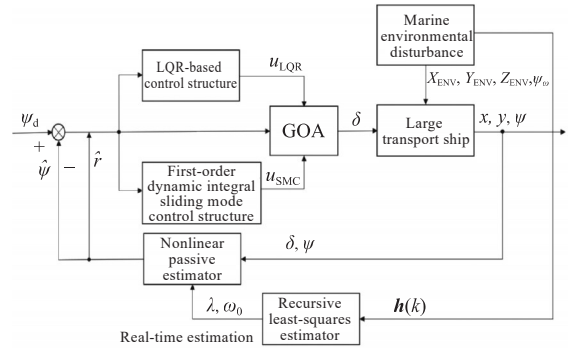 Marine
environmental
disturbance
LQR-based
control structure
u_LQR
X_ENV, Y_ENV, Z_ENV, ψ_ω
ψ_d
+
−
ψ̂
r̂
GOA
δ
Large
transport ship
x, y, ψ
First-order
dynamic integral
sliding mode
control structure
u_SMC
Nonlinear
passive
estimator
δ, ψ
λ, ω_0
Recursive
least-squares
estimator
h(k)
Real-time estimation